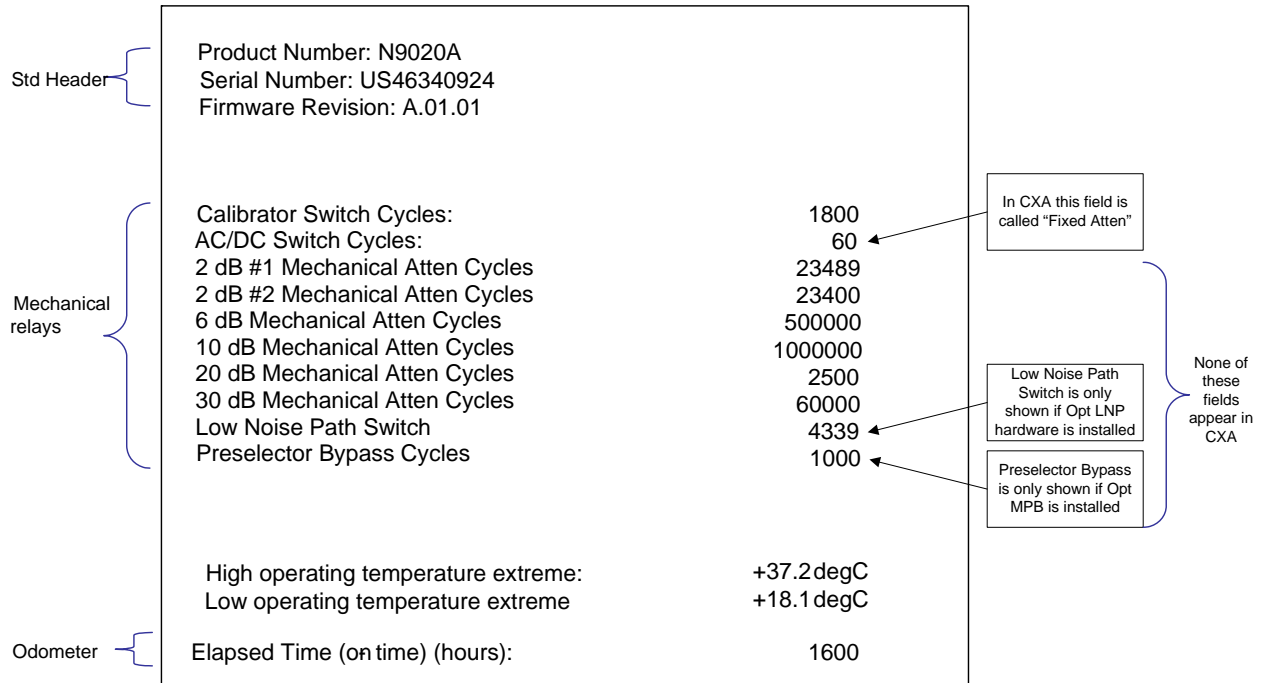 Std Header
Product Number: N9020A
Serial Number: US46340924
Firmware Revision: A.01.01
Mechanical
relays
Calibrator Switch Cycles: 1800
AC/DC Switch Cycles: 60
2 dB #1 Mechanical Atten Cycles 23489
2 dB #2 Mechanical Atten Cycles 23400
6 dB Mechanical Atten Cycles 500000
10 dB Mechanical Atten Cycles 1000000
20 dB Mechanical Atten Cycles 2500
30 dB Mechanical Atten Cycles 60000
Low Noise Path Switch 4339
Preselector Bypass Cycles 1000
In CXA this field is
called “Fixed Atten”
Low Noise Path
Switch is only
shown if Opt LNP
hardware is installed
Preselector Bypass
is only shown if Opt
MPB is installed
None of
these
fields
appear in
CXA
High operating temperature extreme: +37.2degC
Low operating temperature extreme +18.1degC
Odometer
Elapsed Time (on-time) (hours): 1600